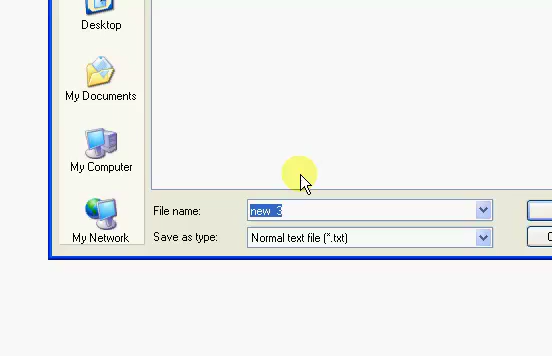 Desktop
My Documents
My Computer
My Network
File name:
new 3
Save as type:
Normal text file (*.txt)